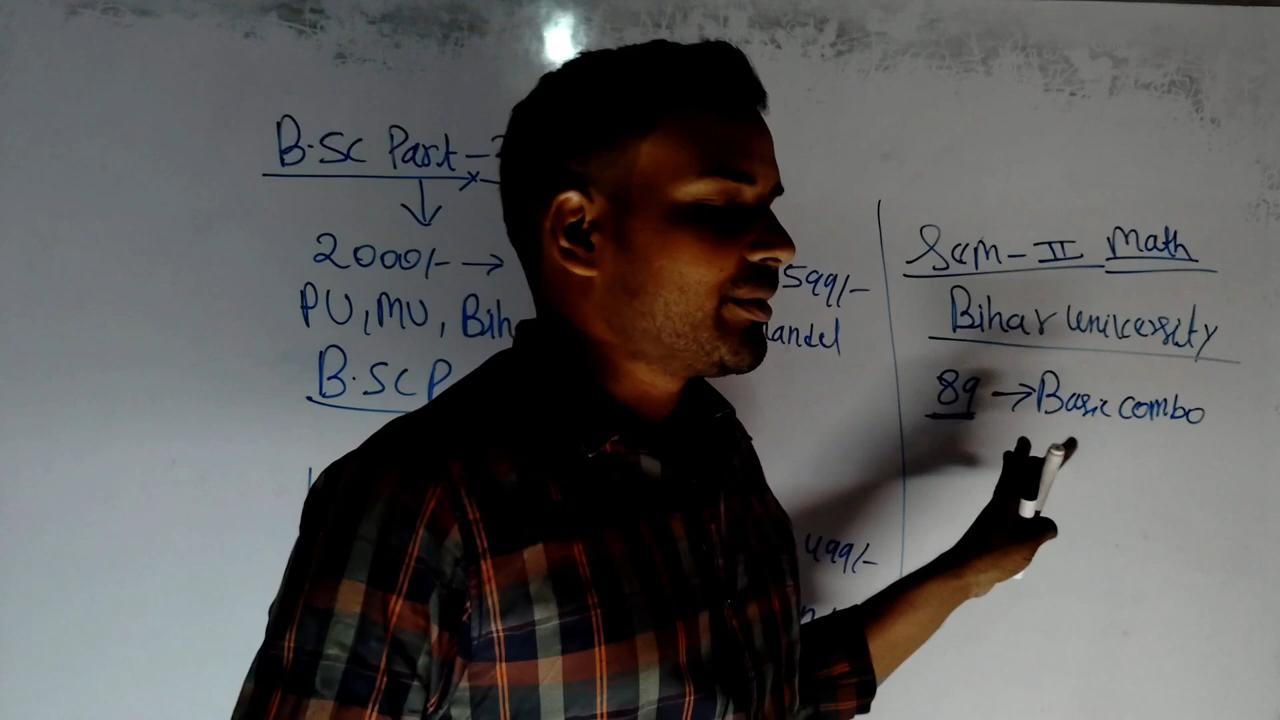 B.Sc Part-
2000/- →
599/-
PU, MU, Bih
andel
B.SC P
499/-
Sem-II Math
Bihar University
89 → Basic combo